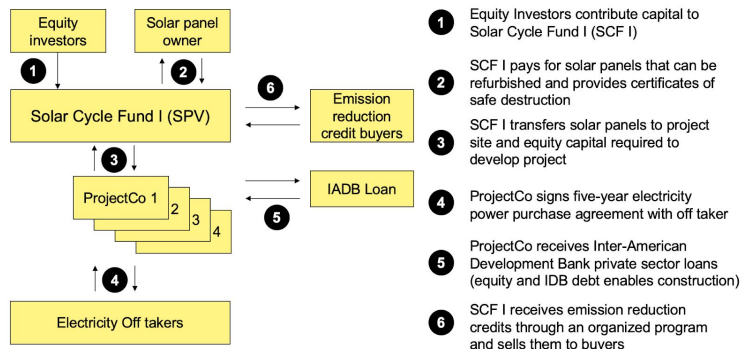 Equity
investors
Solar panel
owner
1
2
Solar Cycle Fund I (SPV)
6
Emission
reduction
credit buyers
3
ProjectCo 1
2
3
4
IADB Loan
5
4
Electricity Off takers
1 Equity Investors contribute capital to
Solar Cycle Fund I (SCF I)
2 SCF I pays for solar panels that can be
refurbished and provides certificates of
safe destruction
3 SCF I transfers solar panels to project
site and equity capital required to
develop project
4 ProjectCo signs five-year electricity
power purchase agreement with off taker
5 ProjectCo receives Inter-American
Development Bank private sector loans
(equity and IDB debt enables construction)
6 SCF I receives emission reduction
credits through an organized program
and sells them to buyers